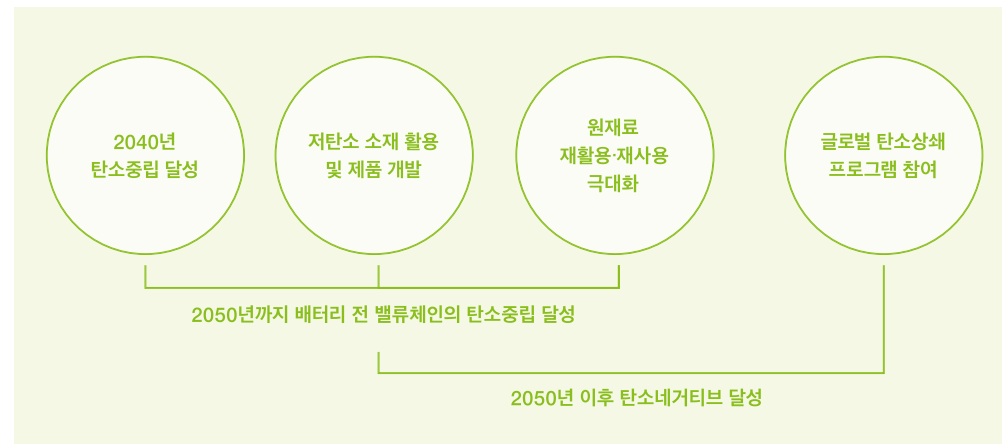 2040년
탄소중립 달성
저탄소 소재 활용
및 제품 개발
원재료
재활용·재사용
극대화
글로벌 탄소상쇄
프로그램 참여
2050년까지 배터리 전 밸류체인의 탄소중립 달성
2050년 이후 탄소네거티브 달성